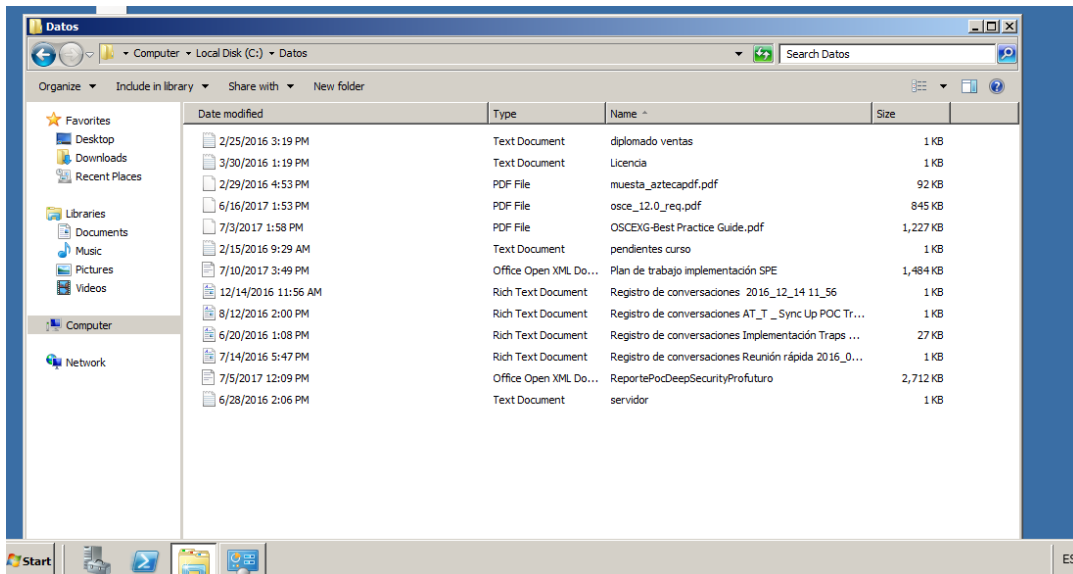 Datos
Computer Local Disk (C:) Datos Search Datos
Organize Include in library Share with New folder
Favorites
Desktop
Downloads
Recent Places
Libraries
Documents
Music
Pictures
Videos
Computer
Network
Date modified Type Name Size
2/25/2016 3:19 PM Text Document diplomado ventas 1 KB
3/30/2016 1:19 PM Text Document Licencia 1 KB
2/29/2016 4:53 PM PDF File muesta_aztecapdf.pdf 92 KB
6/16/2017 1:53 PM PDF File osce_12.0_req.pdf 845 KB
7/3/2017 1:58 PM PDF File OSCEXG-Best Practice Guide.pdf 1,227 KB
2/15/2016 9:29 AM Text Document pendientes curso 1 KB
7/10/2017 3:49 PM Office Open XML Do... Plan de trabajo implementación SPE 1,484 KB
12/14/2016 11:56 AM Rich Text Document Registro de conversaciones 2016_12_14 11_56 1 KB
8/12/2016 2:00 PM Rich Text Document Registro de conversaciones AT_T _ Sync Up POC Tr... 1 KB
6/20/2016 1:08 PM Rich Text Document Registro de conversaciones Implementación Traps ... 27 KB
7/14/2016 5:47 PM Rich Text Document Registro de conversaciones Reunión rápida 2016_0... 1 KB
7/5/2017 12:09 PM Office Open XML Do... ReportePocDeepSecurityProfuturo 2,712 KB
6/28/2016 2:06 PM Text Document servidor 1 KB
Start ES